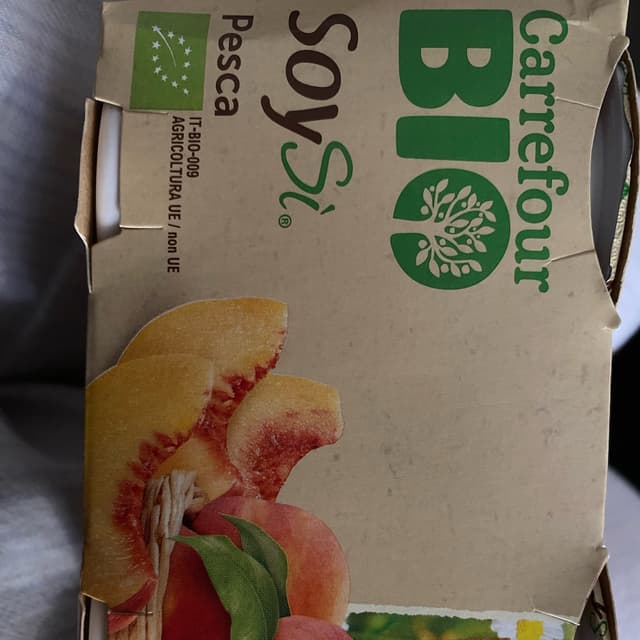 Carrefour
BIO
SoySì®
Pesca
IT-BIO-009
AGRICOLTURA UE / non UE